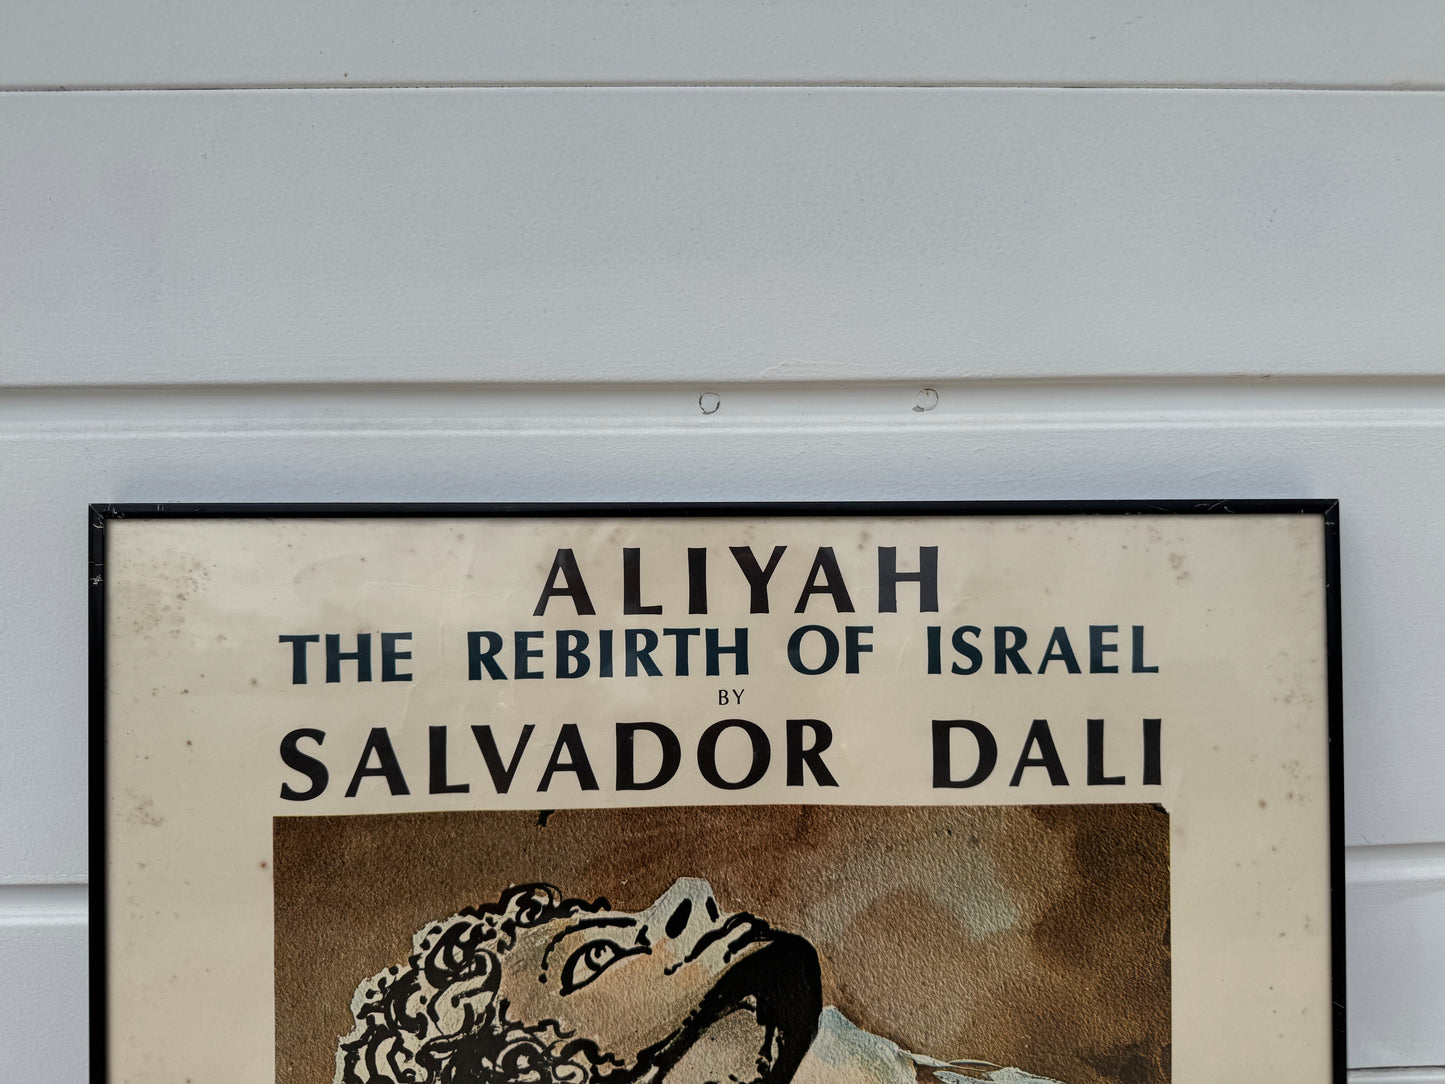 ALIYAH
THE REBIRTH OF ISRAEL
BY
SALVADOR DALI